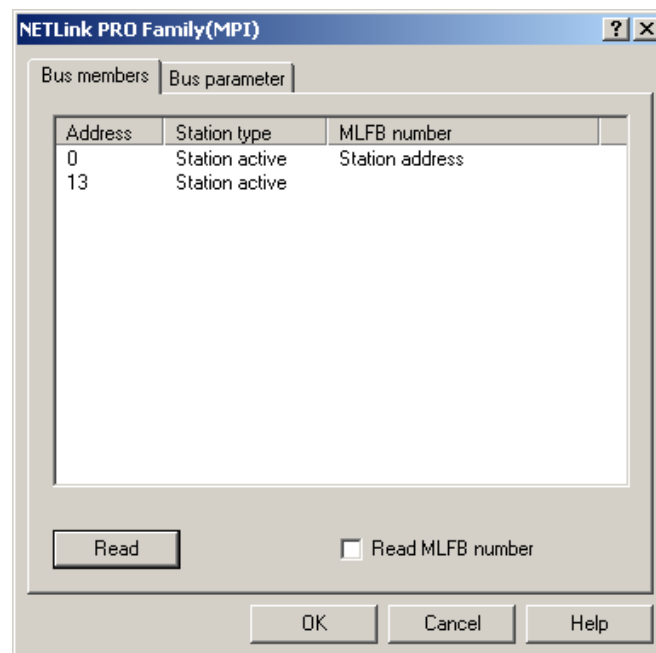 NETLink PRO Family(MPI)
Bus members Bus parameter
Address Station type MLFB number
0 Station active Station address
13 Station active
Read Read MLFB number
OK Cancel Help